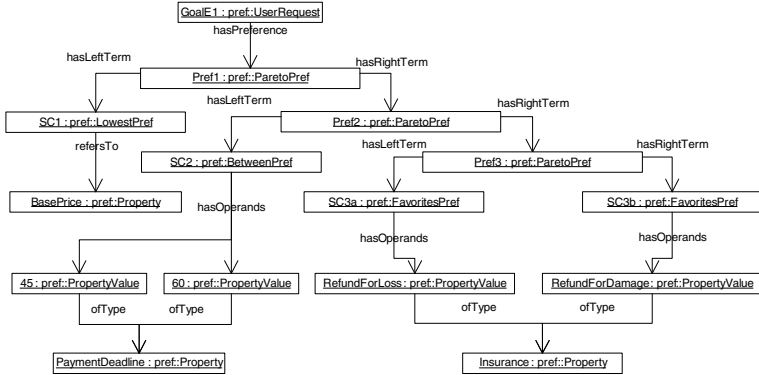 GoalE1 : pref::UserRequest
hasPreference
hasLeftTerm
hasRightTerm
Pref1 : pref::ParetoPref
hasLeftTerm
hasRightTerm
SC1 : pref::LowestPref
Pref2 : pref::ParetoPref
refersTo
hasLeftTerm
hasRightTerm
SC2 : pref::BetweenPref
Pref3 : pref::ParetoPref
BasePrice : pref::Property
hasOperands
SC3a : pref::FavoritesPref
SC3b : pref::FavoritesPref
hasOperands
hasOperands
45 : pref::PropertyValue
60 : pref::PropertyValue
RefundForLoss : pref::PropertyValue
RefundForDamage : pref::PropertyValue
ofType
ofType
ofType
ofType
PaymentDeadline : pref::Property
Insurance : pref::Property